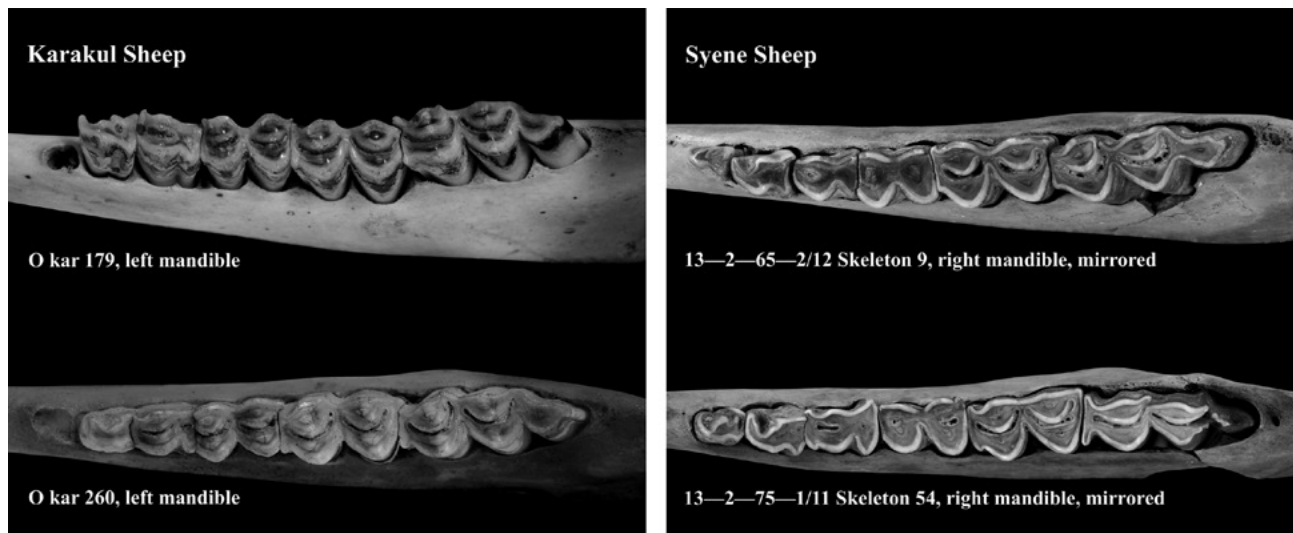 Karakul Sheep
O kar 179, left mandible
O kar 260, left mandible
Syene Sheep
13—2—65—2/12 Skeleton 9, right mandible, mirrored
13—2—75—1/11 Skeleton 54, right mandible, mirrored